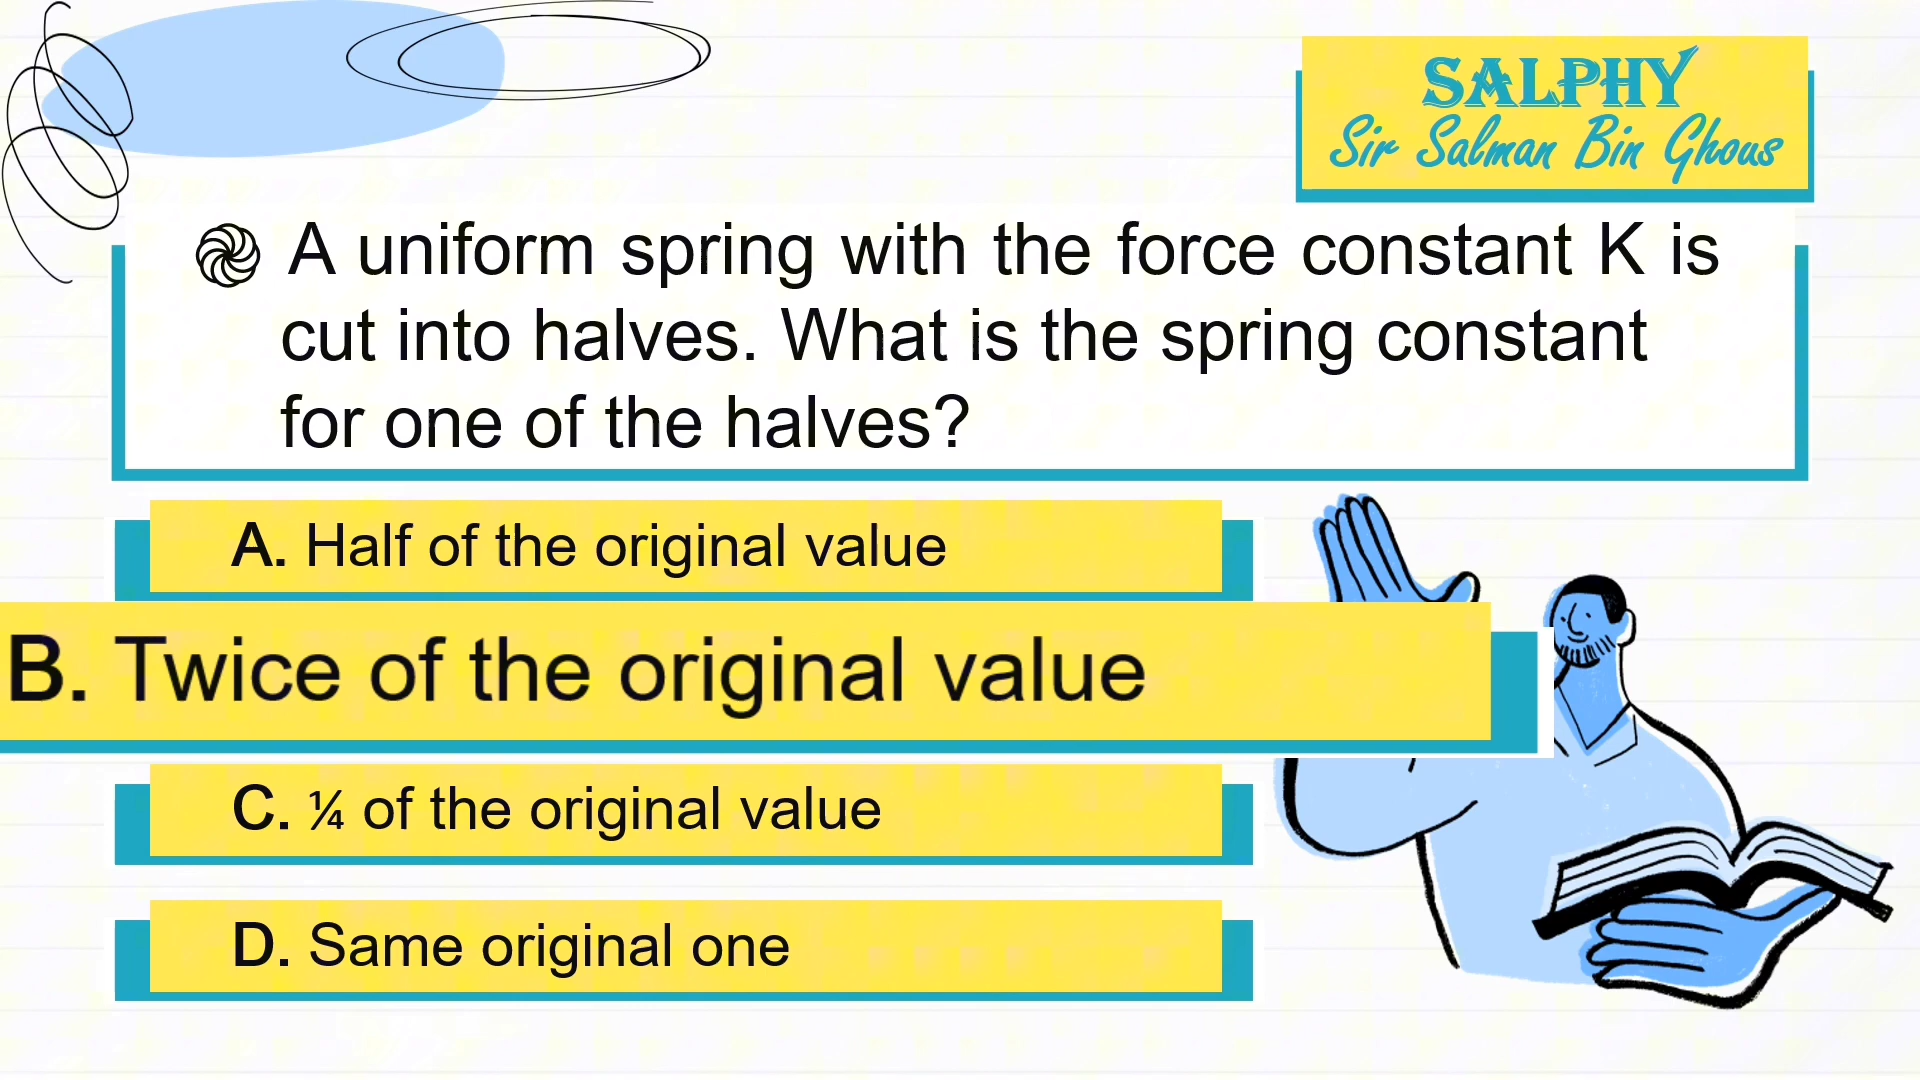 SALPHY
Sir Salman Bin Ghous
A uniform spring with the force constant K is
cut into halves. What is the spring constant
for one of the halves?
A. Half of the original value
B. Twice of the original value
C. ¼ of the original value
D. Same original one